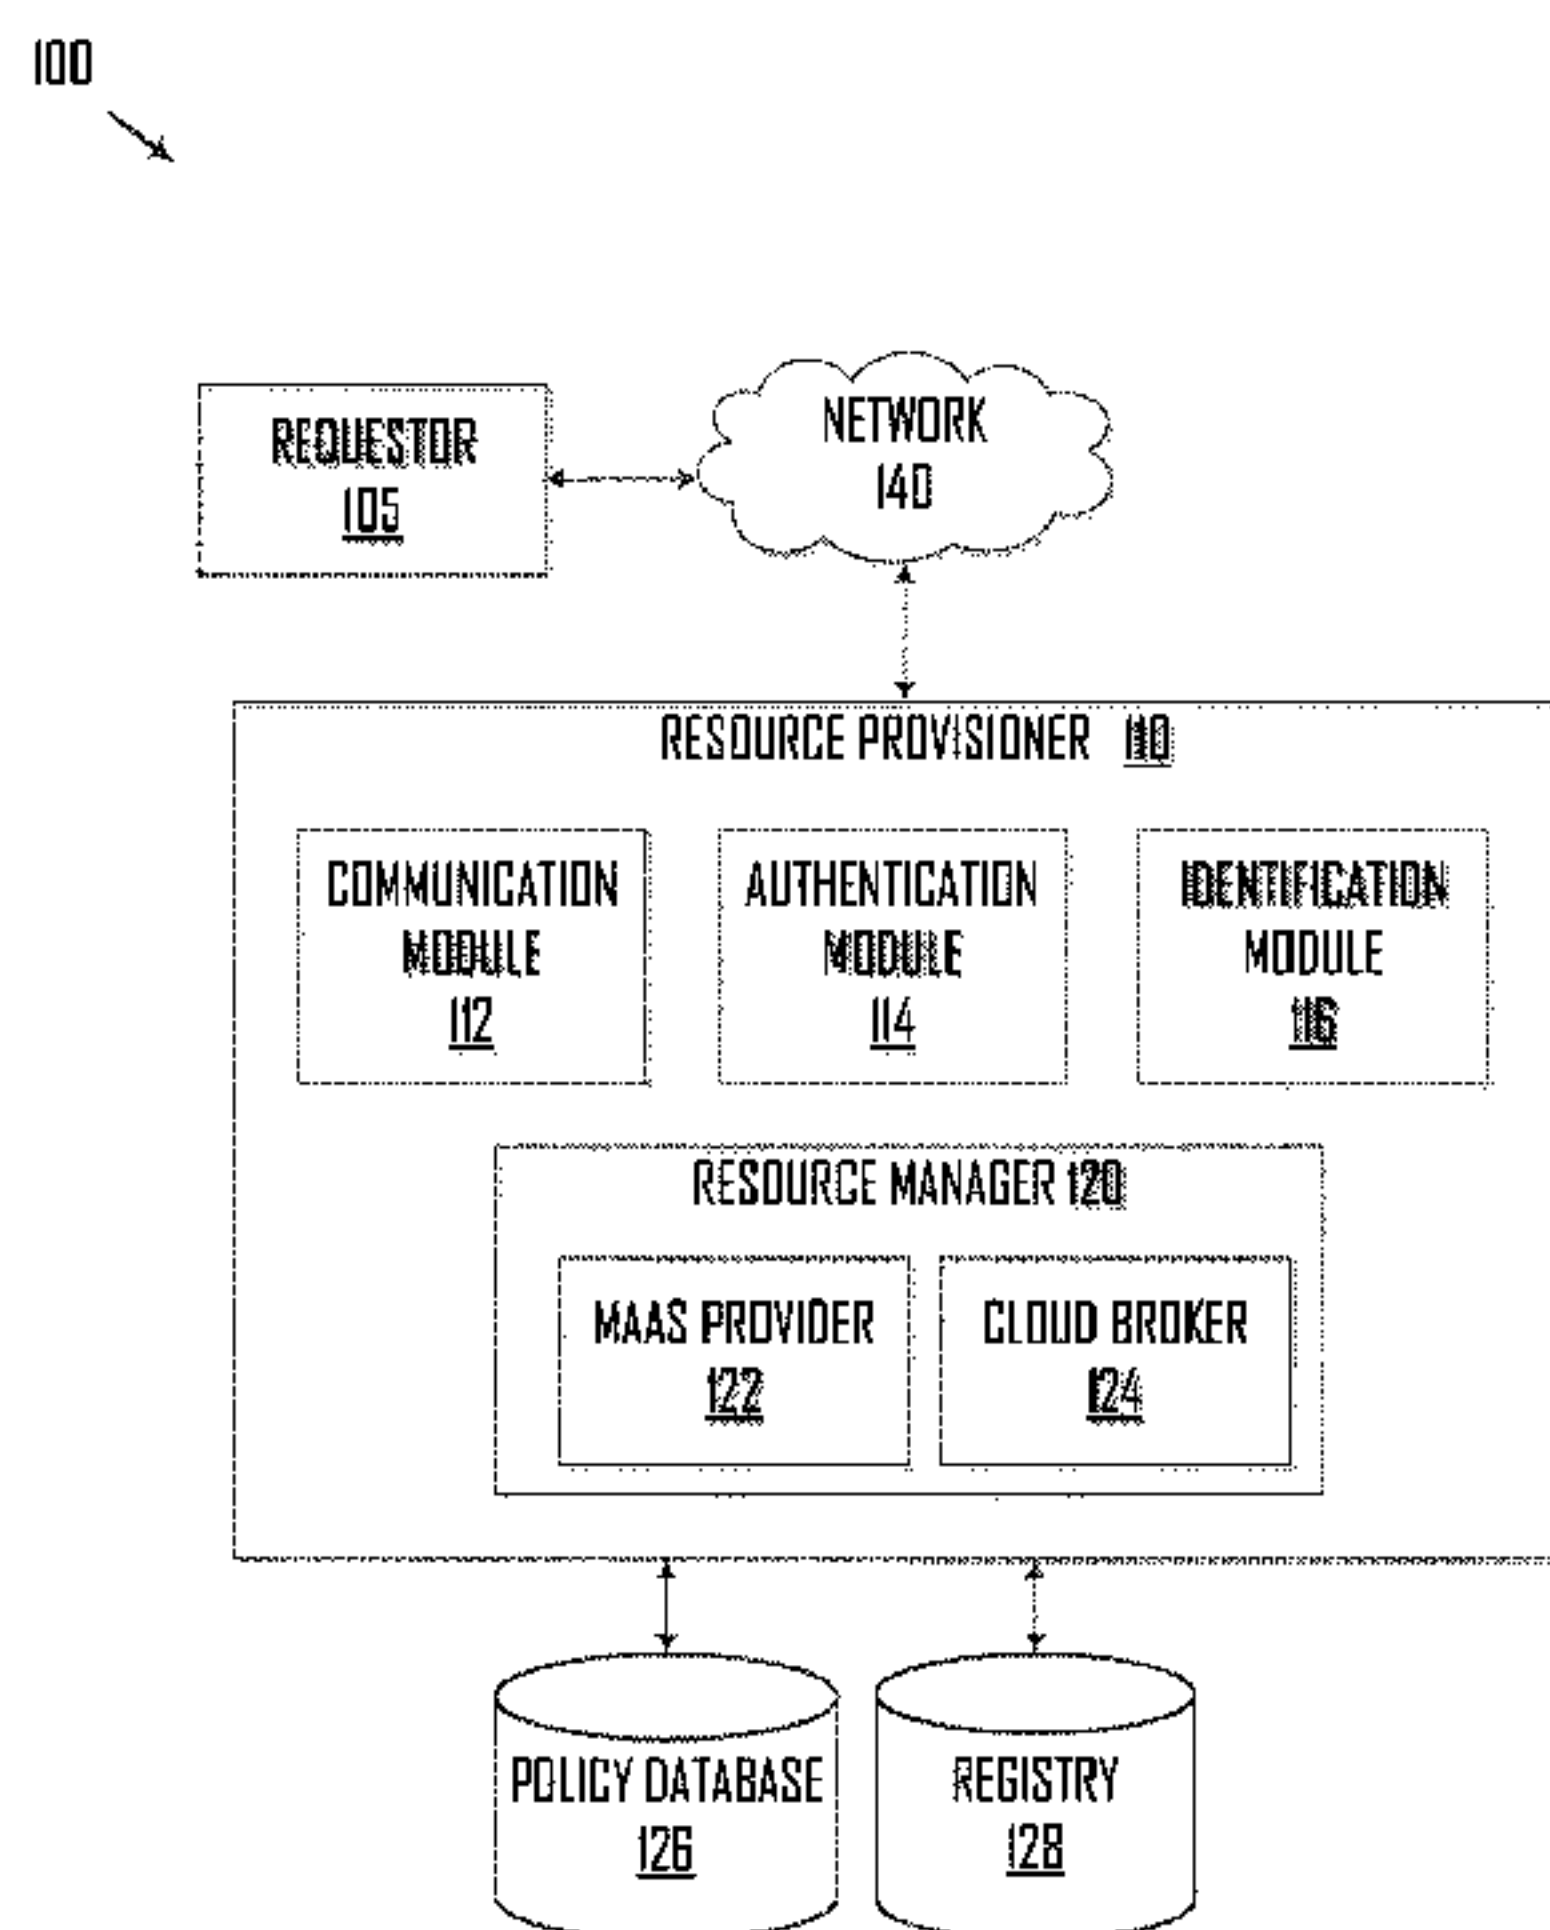 100
REQUESTOR
105
NETWORK
140
RESOURCE PROVISIONER 110
COMMUNICATION
MODULE
112
AUTHENTICATION
MODULE
114
IDENTIFICATION
MODULE
116
RESOURCE MANAGER 120
MAAS PROVIDER
122
CLOUD BROKER
124
POLICY DATABASE
126
REGISTRY
128